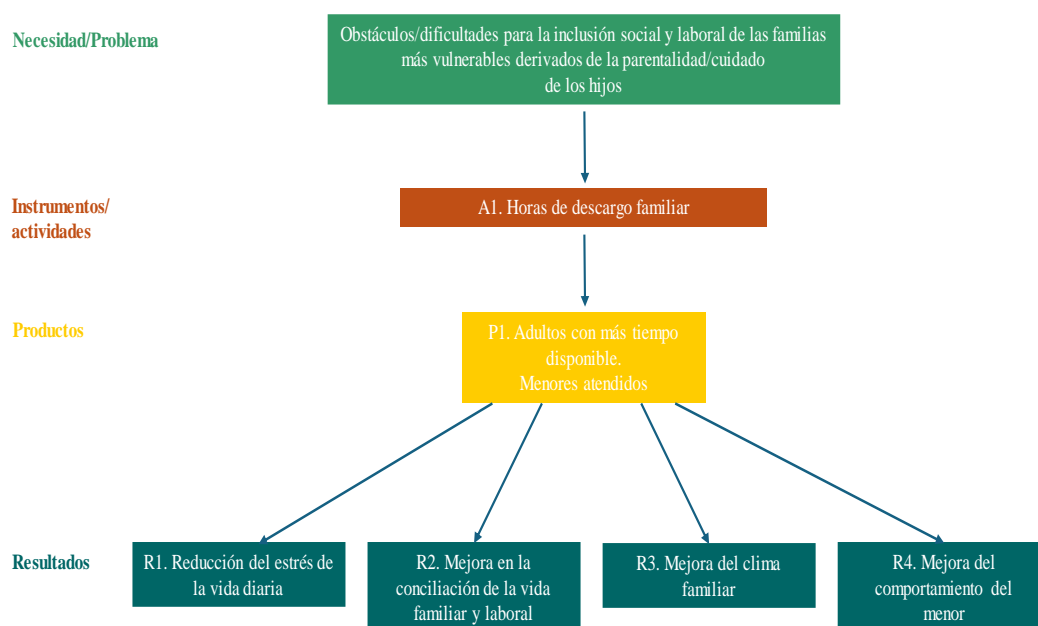 Necesidad/Problema
Obstáculos/dificultades para la inclusión social y laboral de las familias
más vulnerables derivados de la parentalidad/cuidado
de los hijos
Instrumentos/
actividades
A1. Horas de descargo familiar
Productos
P1. Adultos con más tiempo
disponible.
Menores atendidos
Resultados
R1. Reducción del estrés de
la vida diaria
R2. Mejora en la
conciliación de la vida
familiar y laboral
R3. Mejora del clima
familiar
R4. Mejora del
comportamiento del
menor